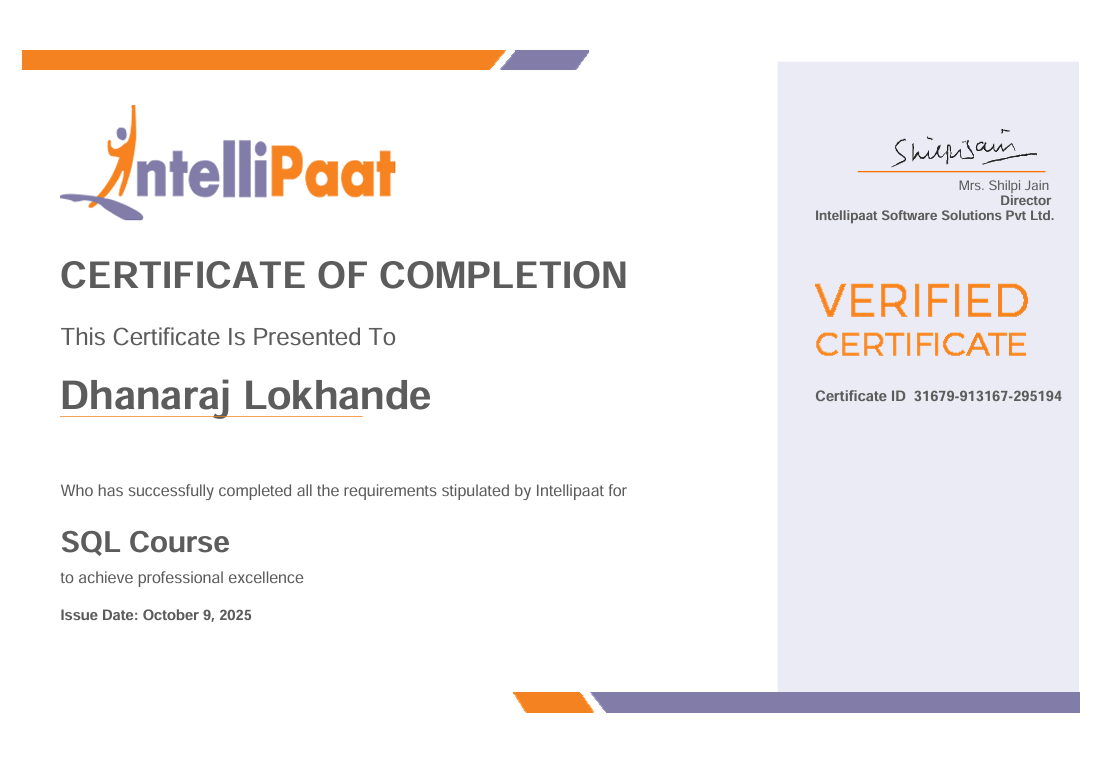 IntelliPaat
CERTIFICATE OF COMPLETION
This Certificate Is Presented To
Dhanaraj Lokhande
Who has successfully completed all the requirements stipulated by Intellipaat for
SQL Course
to achieve professional excellence
Issue Date: October 9, 2025
Shilpi Jain
Mrs. Shilpi Jain
Director
Intellipaat Software Solutions Pvt Ltd.
VERIFIED
CERTIFICATE
Certificate ID 31679-913167-295194